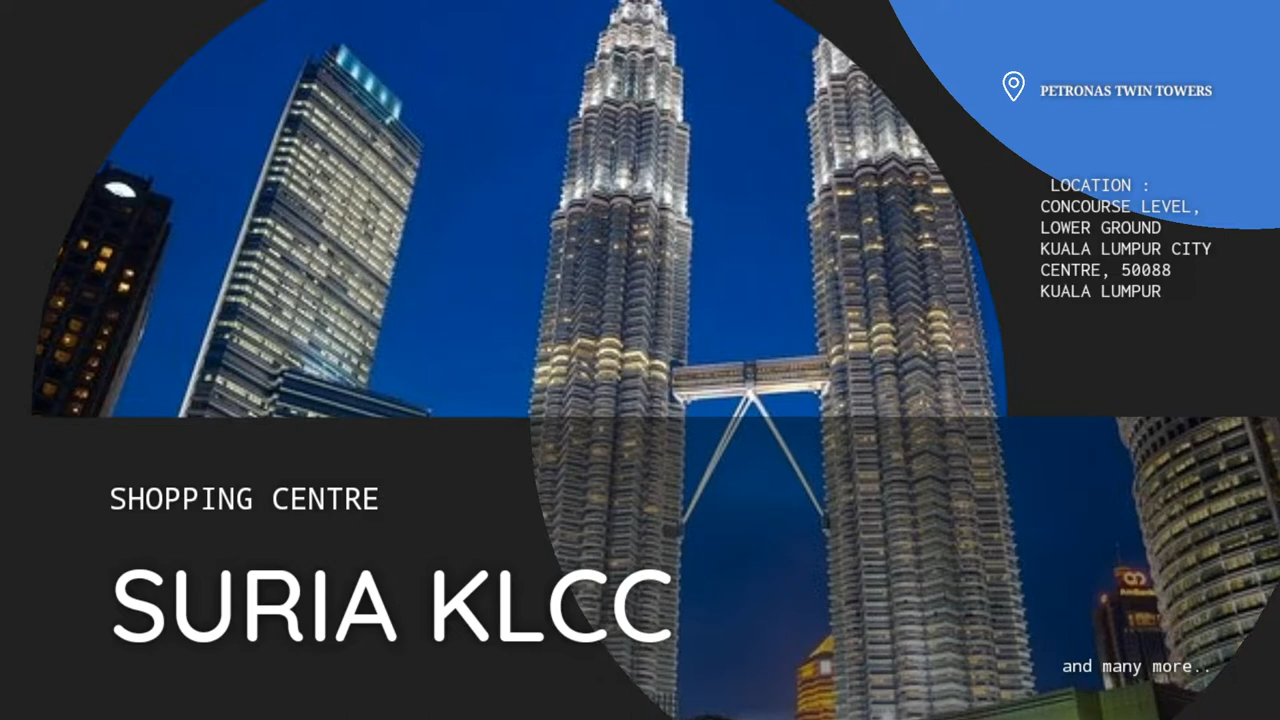 PETRONAS TWIN TOWERS
LOCATION :
CONCOURSE LEVEL,
LOWER GROUND
KUALA LUMPUR CITY
CENTRE, 50088
KUALA LUMPUR
SHOPPING CENTRE
SURIA KLCC
and many more..